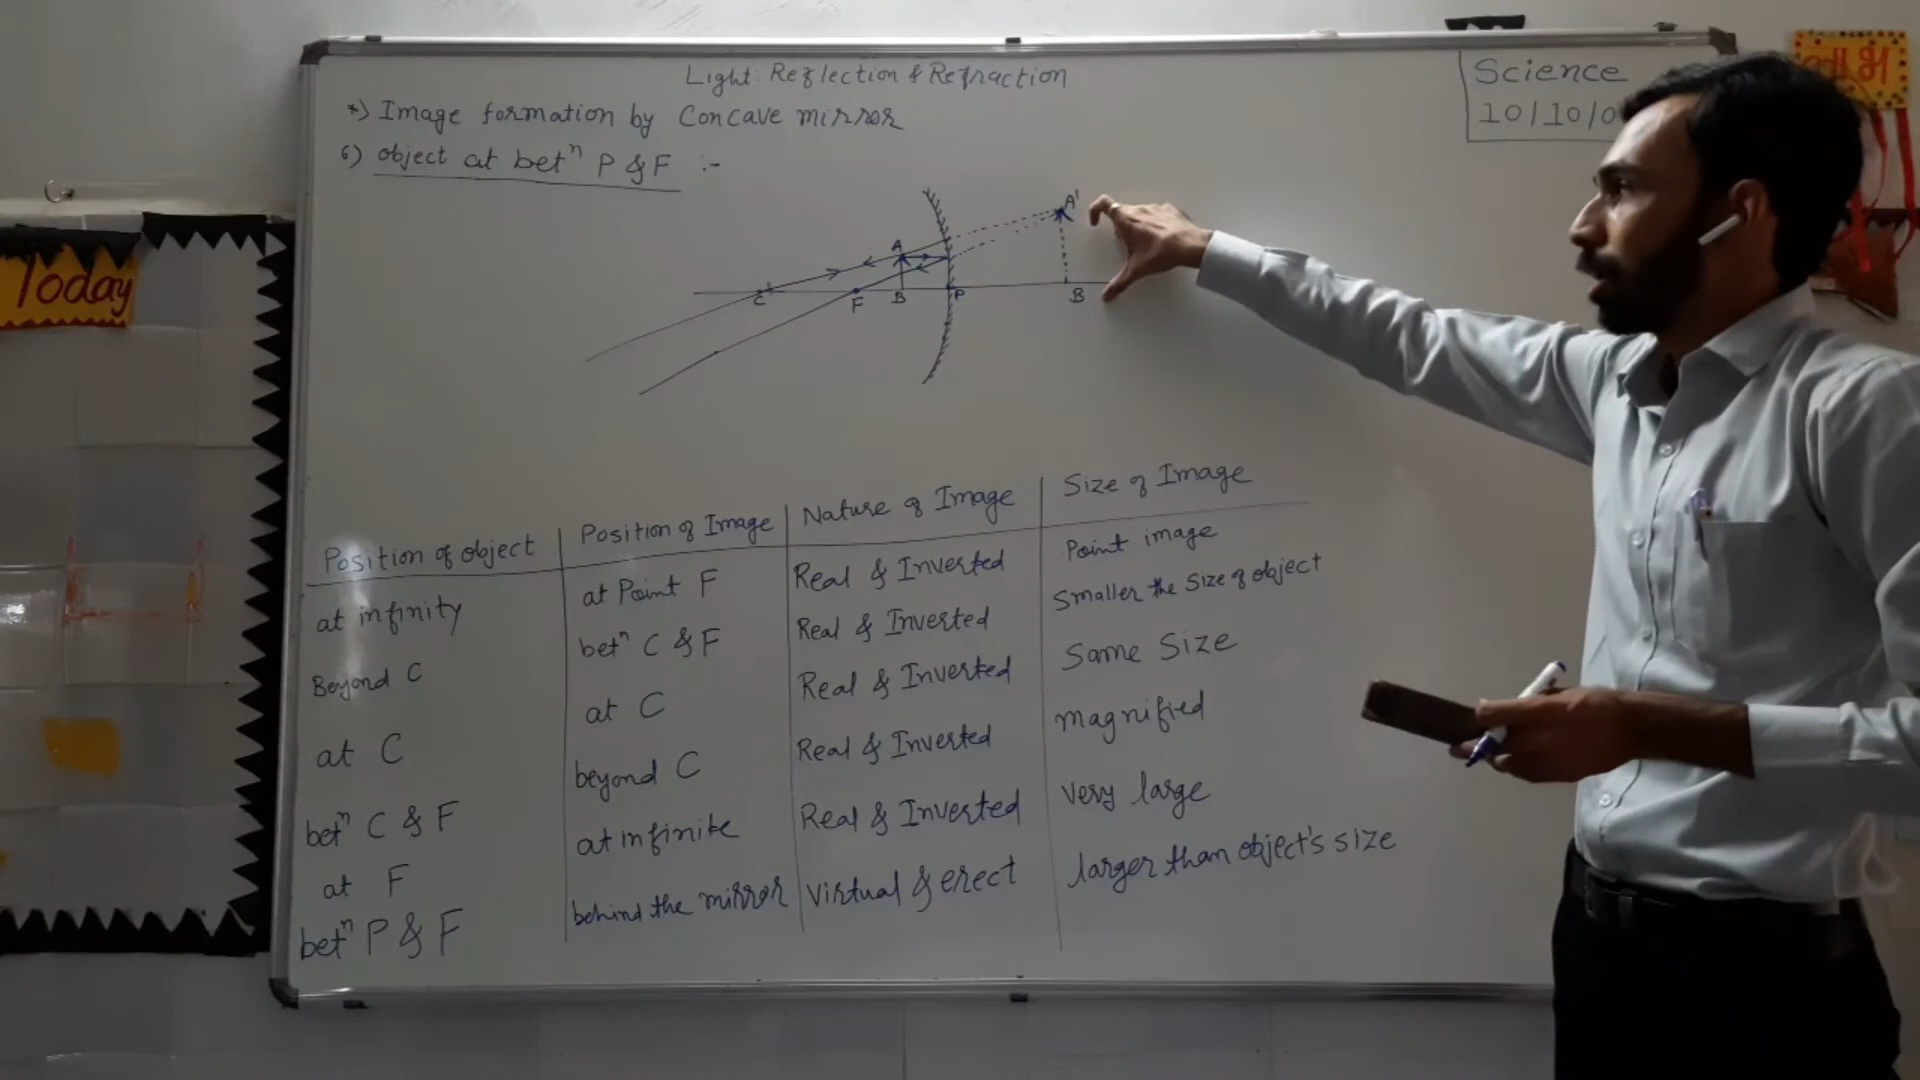 Light: Reflection & Refraction
Science
10/10/0
*) Image formation by Concave mirror
6) object at betⁿ P & F :-
A'
A
C F B P B
Today
लाभ
Position of object | Position of Image | Nature of Image | Size of Image
at infinity | at Point F | Real & Inverted | Point image
Beyond C | betⁿ C & F | Real & Inverted | Smaller the size of object
at C | at C | Real & Inverted | Same Size
betⁿ C & F | beyond C | Real & Inverted | magnified
at F | at infinite | Real & Inverted | very large
betⁿ P & F | behind the mirror | virtual & erect | larger than object's size